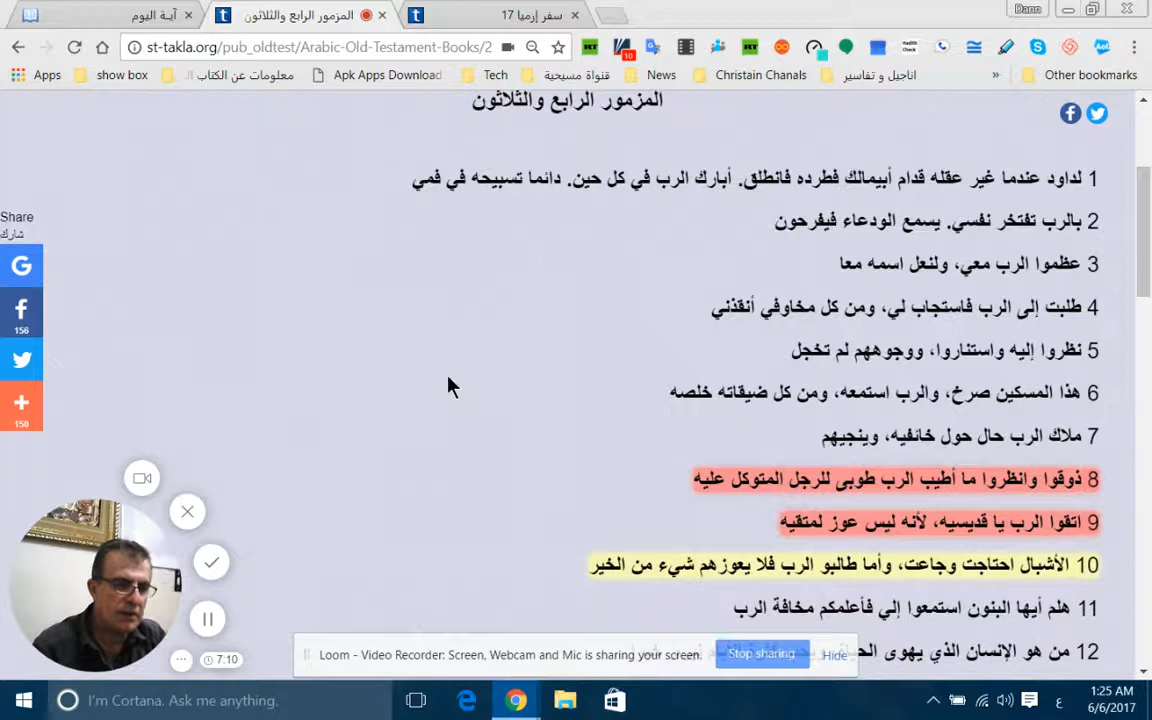 آيـة اليوم
المزمور الرابع والثلاثون
سفر إرميا 17
Dann
st-takla.org/pub_oldtest/Arabic-Old-Testament-Books/2
Apps
show box
معلومات عن الكتاب
Apk Apps Download
Tech
قنواة مسيحية
News
Christain Chanals
اناجيل و تفاسير
»
Other bookmarks
المزمور الرابع والثلاثون
1 لداود عندما غير عقله قدام أبيمالك فطرده فانطلق. أبارك الرب في كل حين. دائما تسبيحه في فمي
2 بالرب تفتخر نفسي. يسمع الودعاء فيفرحون
3 عظموا الرب معي، ولنعل اسمه معا
4 طلبت إلى الرب فاستجاب لي، ومن كل مخاوفي أنقذني
5 نظروا إليه واستناروا، ووجوههم لم تخجل
6 هذا المسكين صرخ، والرب استمعه، ومن كل ضيقاته خلصه
7 ملاك الرب حال حول خائفيه، وينجيهم
8 ذوقوا وانظروا ما أطيب الرب طوبى للرجل المتوكل عليه
9 اتقوا الرب يا قديسيه، لأنه ليس عوز لمتقيه
10 الأشبال احتاجت وجاعت، وأما طالبو الرب فلا يعوزهم شيء من الخير
11 هلم أيها البنون استمعوا إلي فأعلمكم مخافة الرب
12 من هو الإنسان الذي يهوى
Share
شارك
156
150
7:10
Loom - Video Recorder: Screen, Webcam and Mic is sharing your screen.
Stop sharing
Hide
I'm Cortana. Ask me anything.
ع
1:25 AM
6/6/2017